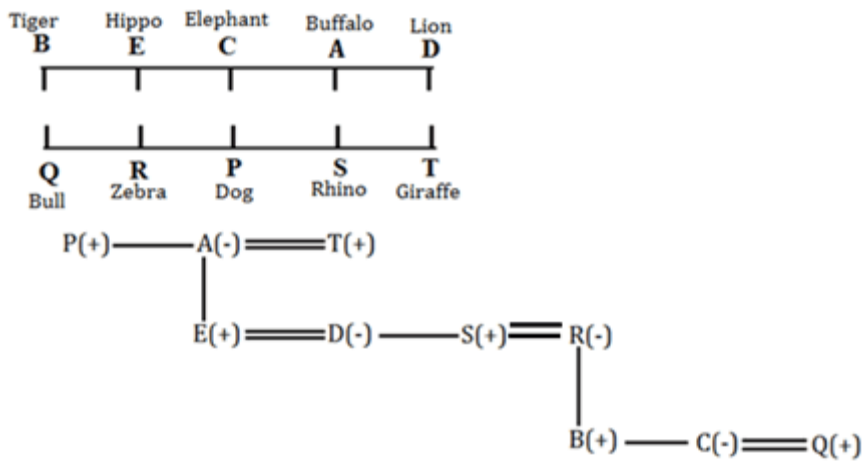 Tiger Hippo Elephant Buffalo Lion
B E C A D
Q R P S T
Bull Zebra Dog Rhino Giraffe
P(+) A(-) T(+)
E(+) D(-) S(+) R(-)
B(+) C(-) Q(+)